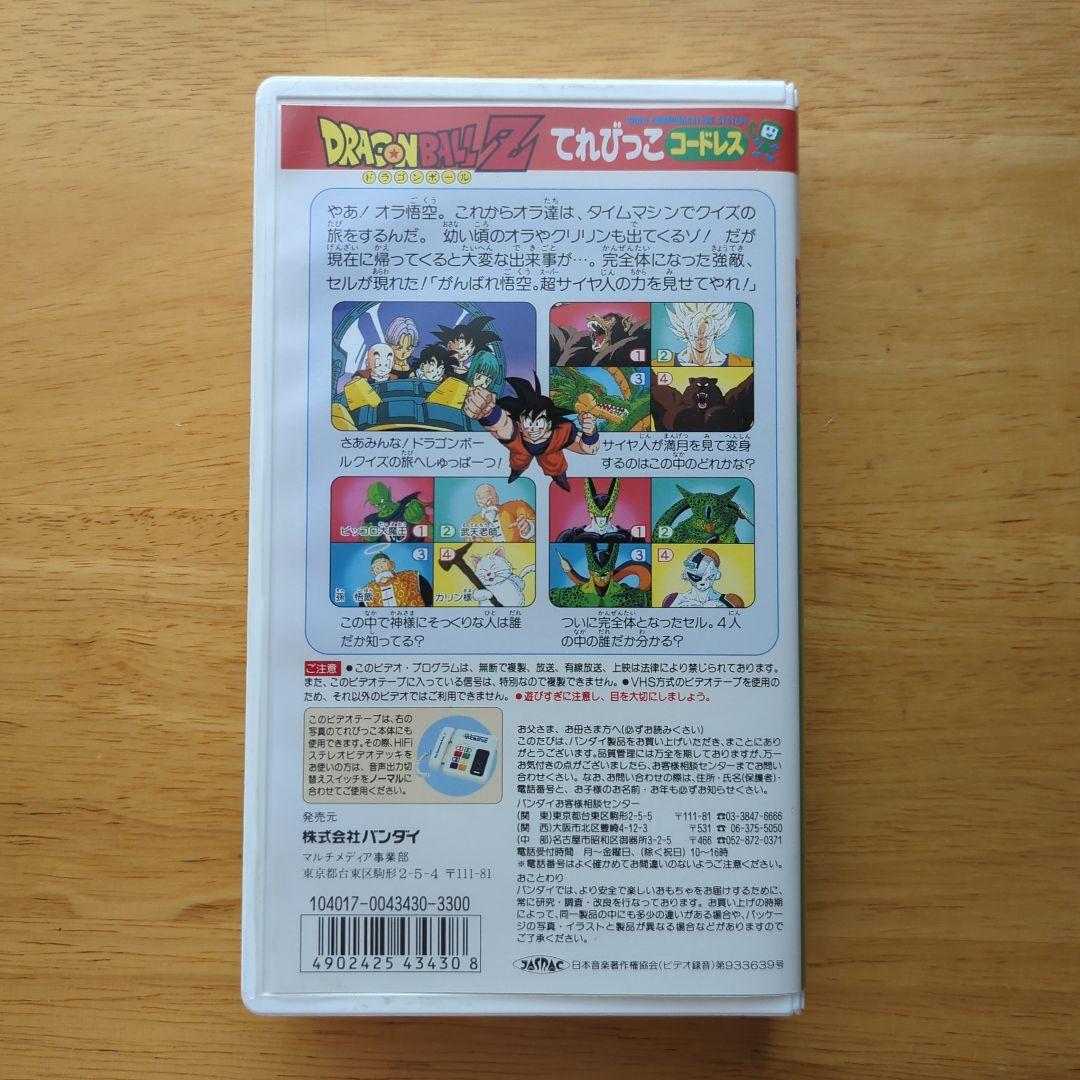 VIDEO COMMUNICATION SYSTEM
DRAGON BALL Z てれびっこ コードレス
ドラゴンボール
やあ!オラ悟空。これからオラ達は、タイムマシンでクイズの
旅をするんだ。幼い頃のオラやクリリンも出てくるゾ!だが
現在に帰ってくると大変な出来事が…。完全体になった強敵、
セルが現れた!「がんばれ悟空。超サイヤ人の力を見せてやれ!」
1 2
3 4
さあみんな!ドラゴンボー
ルクイズの旅へしゅっぱーつ!
サイヤ人が満月を見て変身
するのはこの中のどれかな?
ピッコロ大魔王 1 2 武天老師
3 4
孫 悟飯 カリン様
1 2
3 4
この中で神様にそっくりな人は誰
だか知ってる?
ついに完全体となったセル。4人
の中の誰だか分かる?
ご注意 ●このビデオ・プログラムは、無断で複製、放送、有線放送、上映は法律により禁じられております。
また、このビデオテープに入っている信号は、特別なので複製できません。●VHS方式のビデオテープを使用の
ため、それ以外のビデオではご利用できません。●遊びすぎに注意し、目を大切にしましょう。
このビデオテープは、右の
写真のてれびっこ本体にも
使用できます。その際、HiFi
ステレオビデオデッキを
お使いの方は、音声出力切
替えスイッチをノーマルに
合わせてご使用ください。
発売元
株式会社バンダイ
マルチメディア事業部
東京都台東区駒形2-5-4 〒111-81
104017-0043430-3300
4902425434308
お父さま、お母さま方へ(必ずお読みください)
このたびは、バンダイ製品をお買い上げいただき、まことにあり
がとうございます。品質管理には万全を期しておりますが、万一
お気付きの点がございましたら、お客様相談センターまでお問い
合わせください。なお、お問い合わせの際は、住所・氏名(保護者)・
電話番号と、お子様のお名前・お年も必ずお知らせください。
バンダイお客様相談センター
(関 東)東京都台東区駒形2-5-5 〒111-81 ☎03-3847-6666
(関 西)大阪市北区豊崎4-12-3 〒531 ☎06-375-5050
(中 部)名古屋市昭和区御器所3-2-5 〒466 ☎052-872-0371
電話受付時間 月〜金曜日、(除く祝日) 10〜16時
※電話番号はよく確かめてお間違いのないようご注意ください。
おことわり
バンダイでは、より安全で楽しいおもちゃをお届けするために、
常に研究・調査・改良を行なっております。お買い上げの時期
によって、同一製品の中にも多少の違いがある場合や、パッケー
ジの写真・イラストと製品が異なる場合などがありますので
ご了承ください。
JASRAC 日本音楽著作権協会(ビデオ録音)第933639号